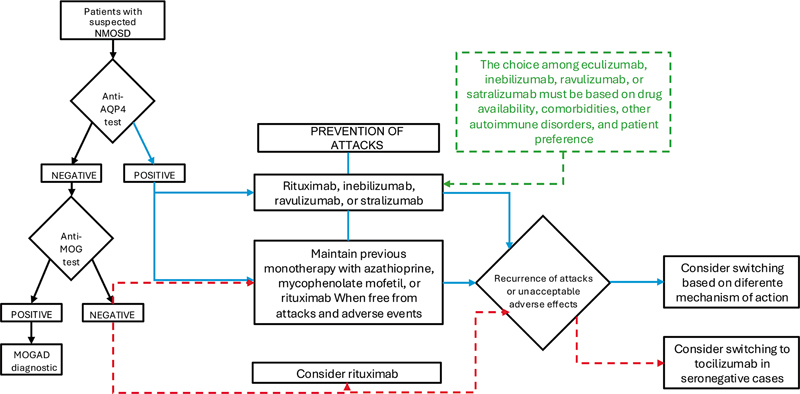 Patients with
suspected
NMOSD
Anti-
AQP4
test
NEGATIVE
POSITIVE
Anti-
MOG
test
POSITIVE
NEGATIVE
MOGAD
diagnostic
PREVENTION OF
ATTACKS
Rituximab, inebilizumab,
ravulizumab, or stralizumab
Maintain previous
monotherapy with azathioprine,
mycophenolate mofetil, or
rituximab When free from
attacks and adverse events
Consider rituximab
The choice among eculizumab,
inebilizumab, ravulizumab, or
satralizumab must be based on drug
availability, comorbidities, other
autoimmune disorders, and patient
preference
Recurrence of attacks
or unacceptable
adverse effects
Consider switching
based on diferente
mechanism of action
Consider switching to
tocilizumab in
seronegative cases